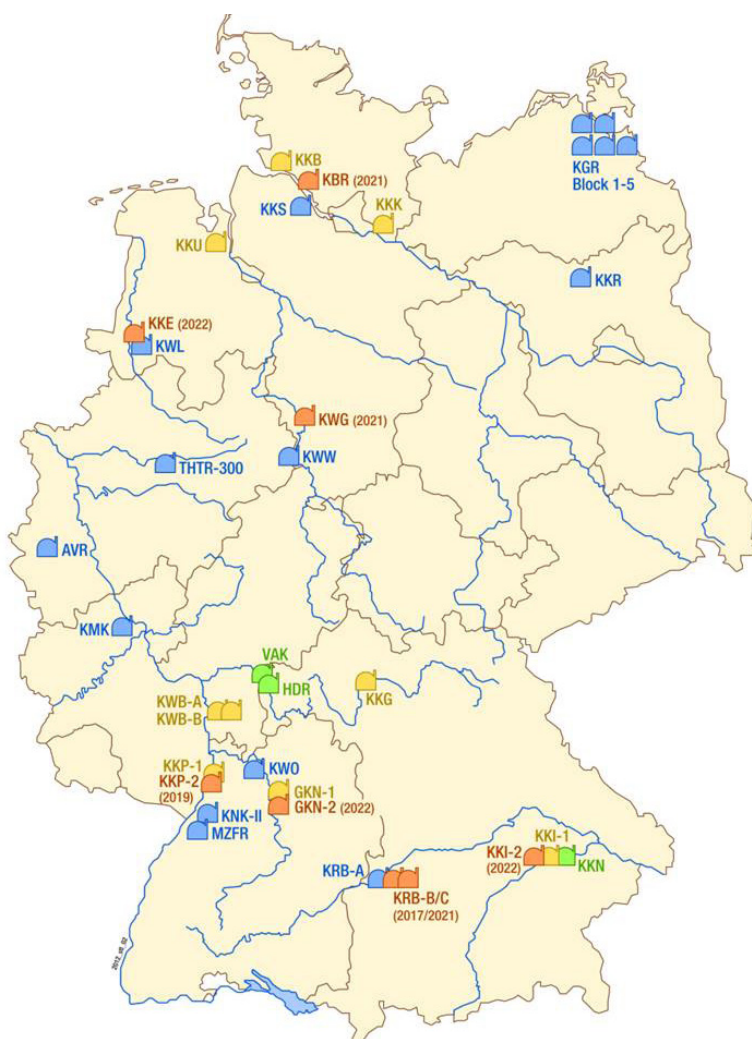 KKB
KBR (2021)
KGR
Block 1-5
KKS
KKK
KKU
KKR
KKE (2022)
KWL
KWG (2021)
THTR-300
KWW
AVR
KMK
VAK
HDR
KKG
KWB-A
KWB-B
KKP-1
KKP-2
(2019)
KWO
GKN-1
GKN-2 (2022)
KNK-II
MZFR
KKI-1
KKI-2
(2022)
KKN
KRB-A
KRB-B/C
(2017/2021)